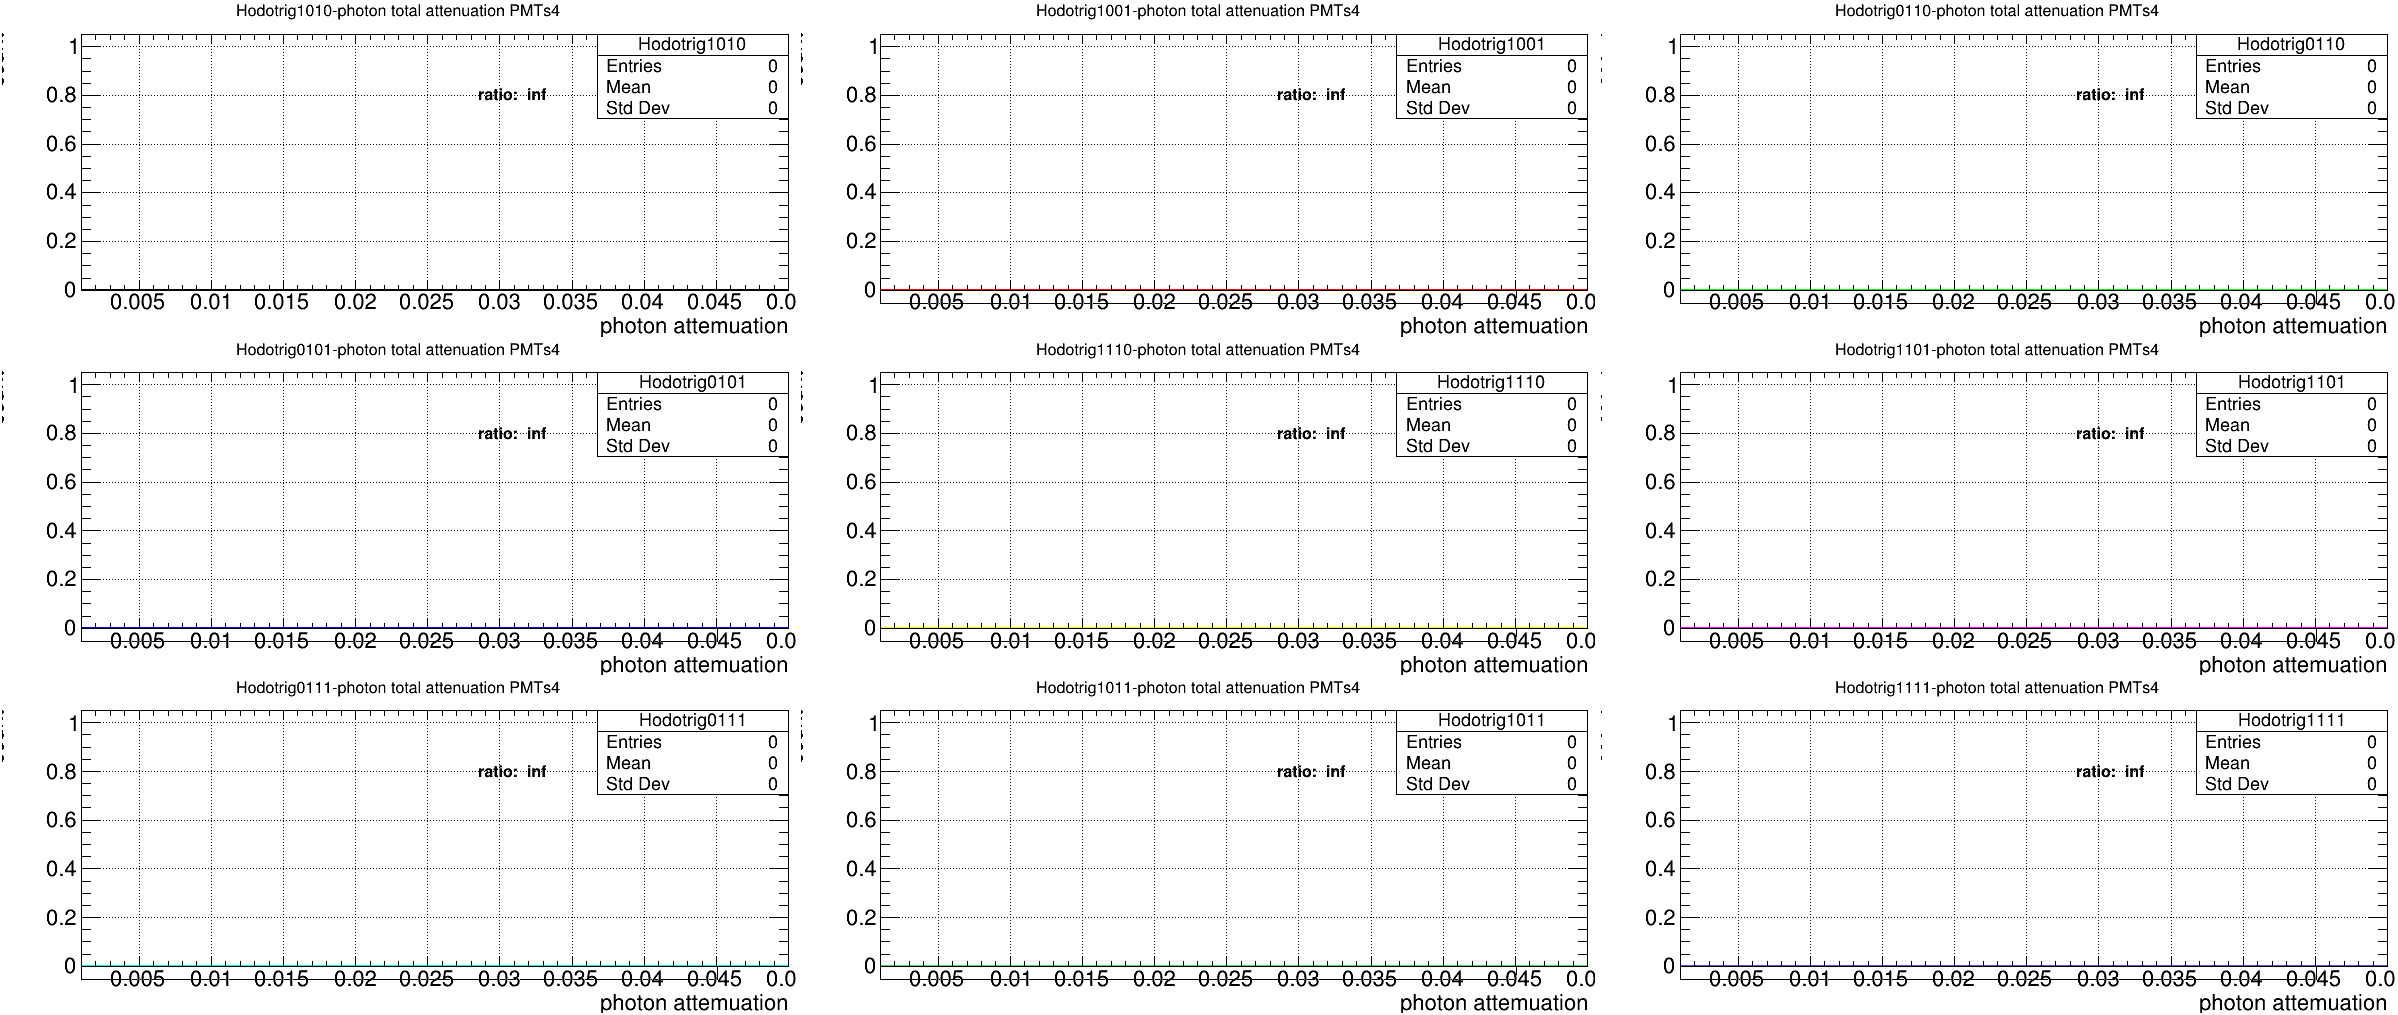 Hodotrig1010-photon total attenuation PMTs4
Hodotrig1010
Entries 0
Mean 0
Std Dev 0
ratio: inf
1
0.8
0.6
0.4
0.2
0
0.005 0.01 0.015 0.02 0.025 0.03 0.035 0.04 0.045 0.0
photon attemuation
Hodotrig1001-photon total attenuation PMTs4
Hodotrig1001
Entries 0
Mean 0
Std Dev 0
ratio: inf
1
0.8
0.6
0.4
0.2
0
0.005 0.01 0.015 0.02 0.025 0.03 0.035 0.04 0.045 0.0
photon attemuation
Hodotrig0110-photon total attenuation PMTs4
Hodotrig0110
Entries 0
Mean 0
Std Dev 0
ratio: inf
1
0.8
0.6
0.4
0.2
0
0.005 0.01 0.015 0.02 0.025 0.03 0.035 0.04 0.045 0.0
photon attemuation
Hodotrig0101-photon total attenuation PMTs4
Hodotrig0101
Entries 0
Mean 0
Std Dev 0
ratio: inf
1
0.8
0.6
0.4
0.2
0
0.005 0.01 0.015 0.02 0.025 0.03 0.035 0.04 0.045 0.0
photon attemuation
Hodotrig1110-photon total attenuation PMTs4
Hodotrig1110
Entries 0
Mean 0
Std Dev 0
ratio: inf
1
0.8
0.6
0.4
0.2
0
0.005 0.01 0.015 0.02 0.025 0.03 0.035 0.04 0.045 0.0
photon attemuation
Hodotrig1101-photon total attenuation PMTs4
Hodotrig1101
Entries 0
Mean 0
Std Dev 0
ratio: inf
1
0.8
0.6
0.4
0.2
0
0.005 0.01 0.015 0.02 0.025 0.03 0.035 0.04 0.045 0.0
photon attemuation
Hodotrig0111-photon total attenuation PMTs4
Hodotrig0111
Entries 0
Mean 0
Std Dev 0
ratio: inf
1
0.8
0.6
0.4
0.2
0
0.005 0.01 0.015 0.02 0.025 0.03 0.035 0.04 0.045 0.0
photon attemuation
Hodotrig1011-photon total attenuation PMTs4
Hodotrig1011
Entries 0
Mean 0
Std Dev 0
ratio: inf
1
0.8
0.6
0.4
0.2
0
0.005 0.01 0.015 0.02 0.025 0.03 0.035 0.04 0.045 0.0
photon attemuation
Hodotrig1111-photon total attenuation PMTs4
Hodotrig1111
Entries 0
Mean 0
Std Dev 0
ratio: inf
1
0.8
0.6
0.4
0.2
0
0.005 0.01 0.015 0.02 0.025 0.03 0.035 0.04 0.045 0.0
photon attemuation